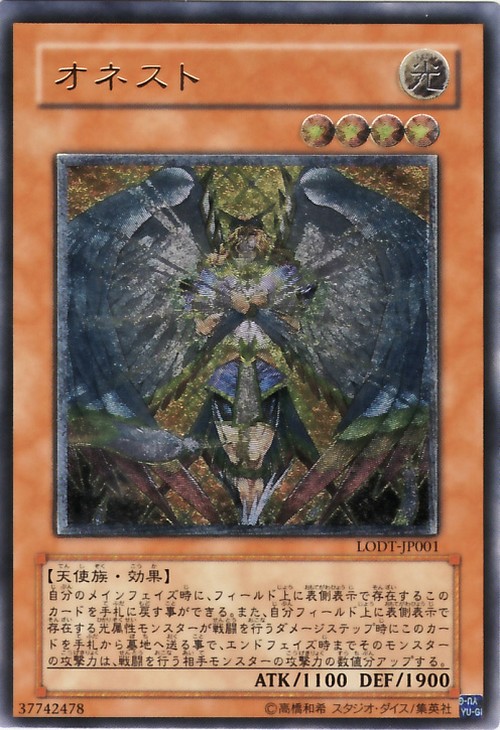 オネスト
光
LODT-JP001
【天使族・効果】
自分のメインフェイズ時に、フィールド上に表側表示で存在するこの
カードを手札に戻す事ができる。また、自分フィールド上に表側表示で
存在する光属性モンスターが戦闘を行うダメージステップ時にこのカー
ドを手札から墓地へ送る事で、エンドフェイズ時までそのモンスター
の攻撃力は、戦闘を行う相手モンスターの攻撃力の数値分アップする。
ATK/1100 DEF/1900
37742478
©高橋和希 スタジオ・ダイス/集英社